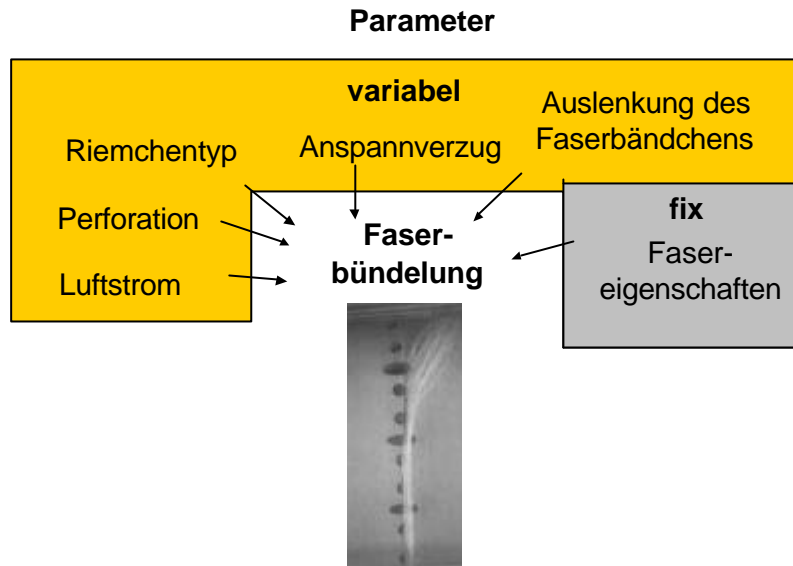 Parameter
variabel
Riemchentyp
Anspannverzug
Auslenkung des
Faserbändchens
Perforation
Luftstrom
Faser-
bündelung
fix
Faser-
eigenschaften